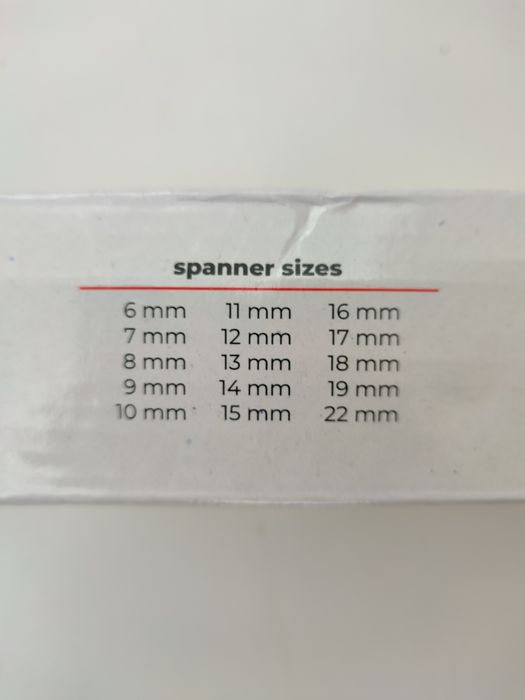 spanner sizes
6 mm 11 mm 16 mm
7 mm 12 mm 17 mm
8 mm 13 mm 18 mm
9 mm 14 mm 19 mm
10 mm 15 mm 22 mm